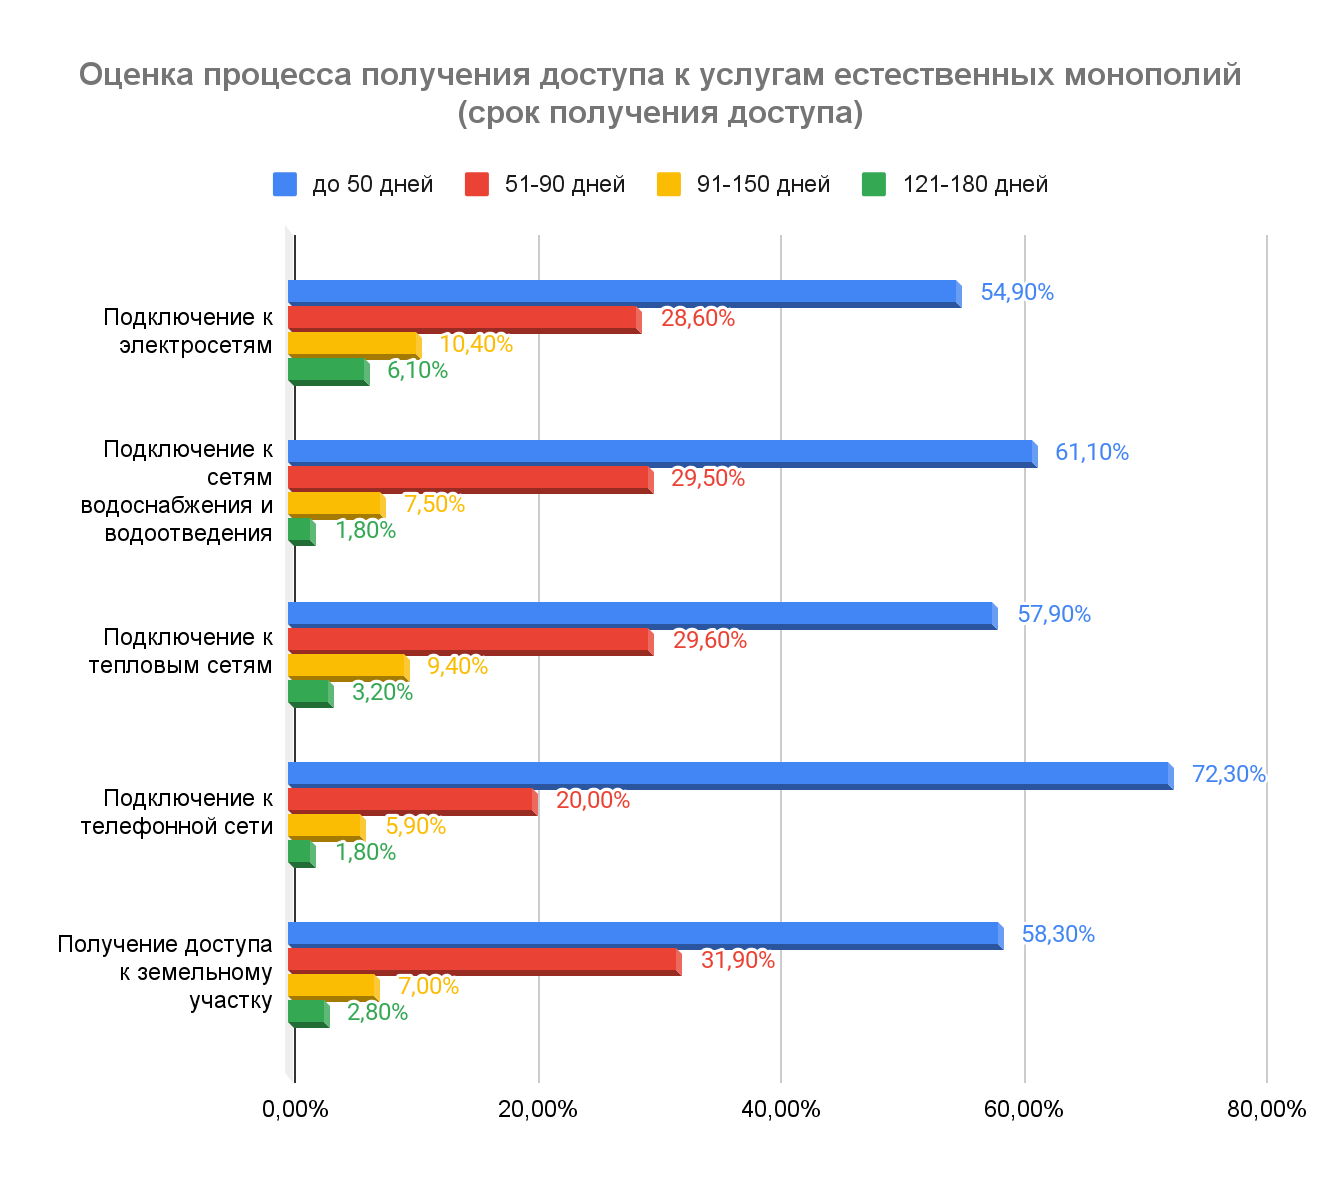 Оценка процесса получения доступа к услугам естественных монополий
(срок получения доступа)
до 50 дней 51-90 дней 91-150 дней 121-180 дней
Подключение к
электросетям
54,90%
28,60%
10,40%
6,10%
Подключение к
сетям
водоснабжения и
водоотведения
61,10%
29,50%
7,50%
1,80%
Подключение к
тепловым сетям
57,90%
29,60%
9,40%
3,20%
Подключение к
телефонной сети
72,30%
20,00%
5,90%
1,80%
Получение доступа
к земельному
участку
58,30%
31,90%
7,00%
2,80%
0,00% 20,00% 40,00% 60,00% 80,00%